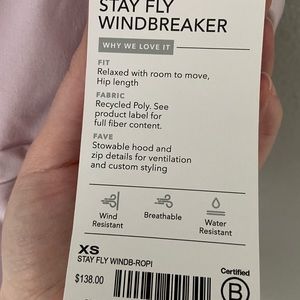 STAY FLY
WINDBREAKER
WHY WE LOVE IT
FIT
Relaxed with room to move,
Hip length
FABRIC
Recycled Poly. See
product label for
full fiber content.
FAVE
Stowable hood and
zip details for ventilation
and custom styling
Wind
Resistant
Breathable
Water
Resistant
XS
STAY FLY WINDB-ROP!
$138.00
Certified
B